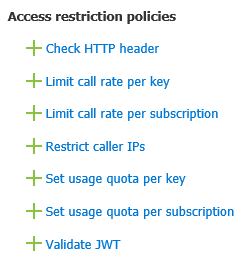 Access restriction policies
Check HTTP header
Limit call rate per key
Limit call rate per subscription
Restrict caller IPs
Set usage quota per key
Set usage quota per subscription
Validate JWT